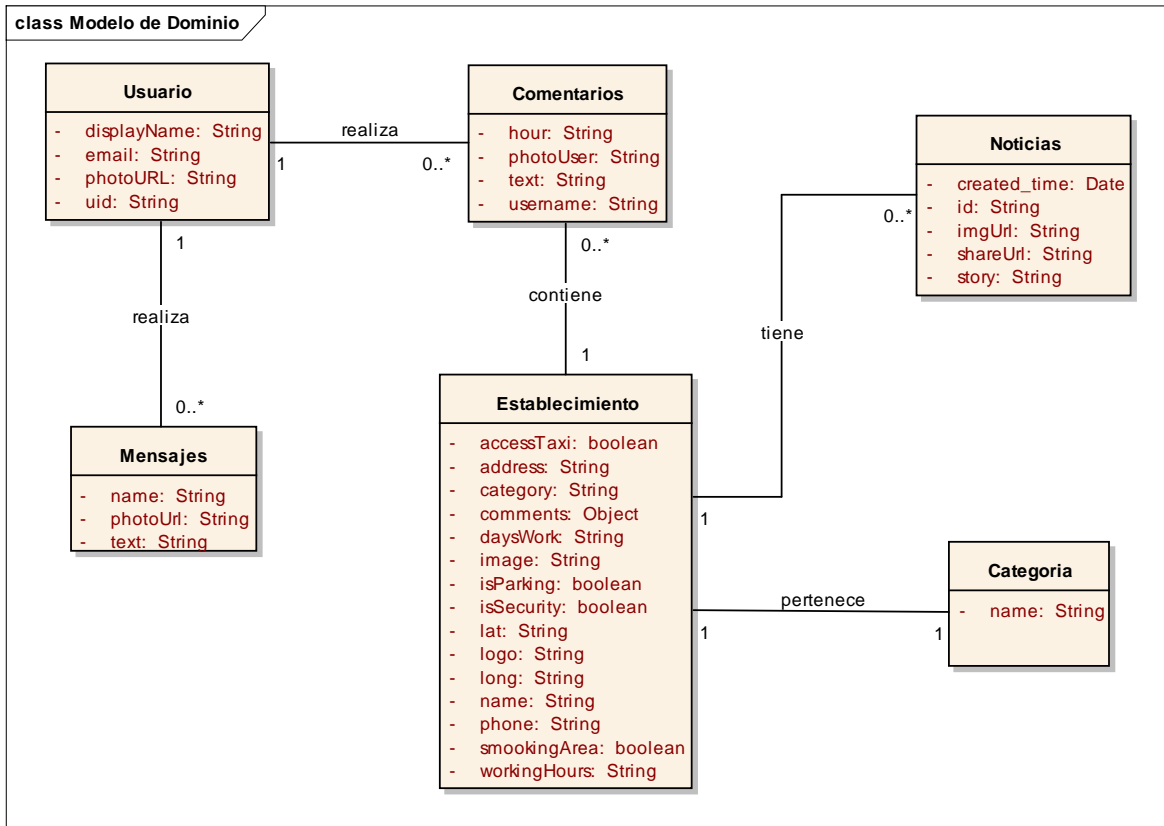 class Modelo de Dominio
Usuario
- displayName: String
- email: String
- photoURL: String
- uid: String
realiza
1
0..*
Comentarios
- hour: String
- photoUser: String
- text: String
- username: String
Noticias
- created_time: Date
- id: String
- imgUrl: String
- shareUrl: String
- story: String
0..*
1
realiza
0..*
0..*
contiene
1
tiene
Mensajes
- name: String
- photoUrl: String
- text: String
Establecimiento
- accessTaxi: boolean
- address: String
- category: String
- comments: Object
- daysWork: String
- image: String
- isParking: boolean
- isSecurity: boolean
- lat: String
- logo: String
- long: String
- name: String
- phone: String
- smookingArea: boolean
- workingHours: String
1
pertenece
1
1
Categoria
- name: String